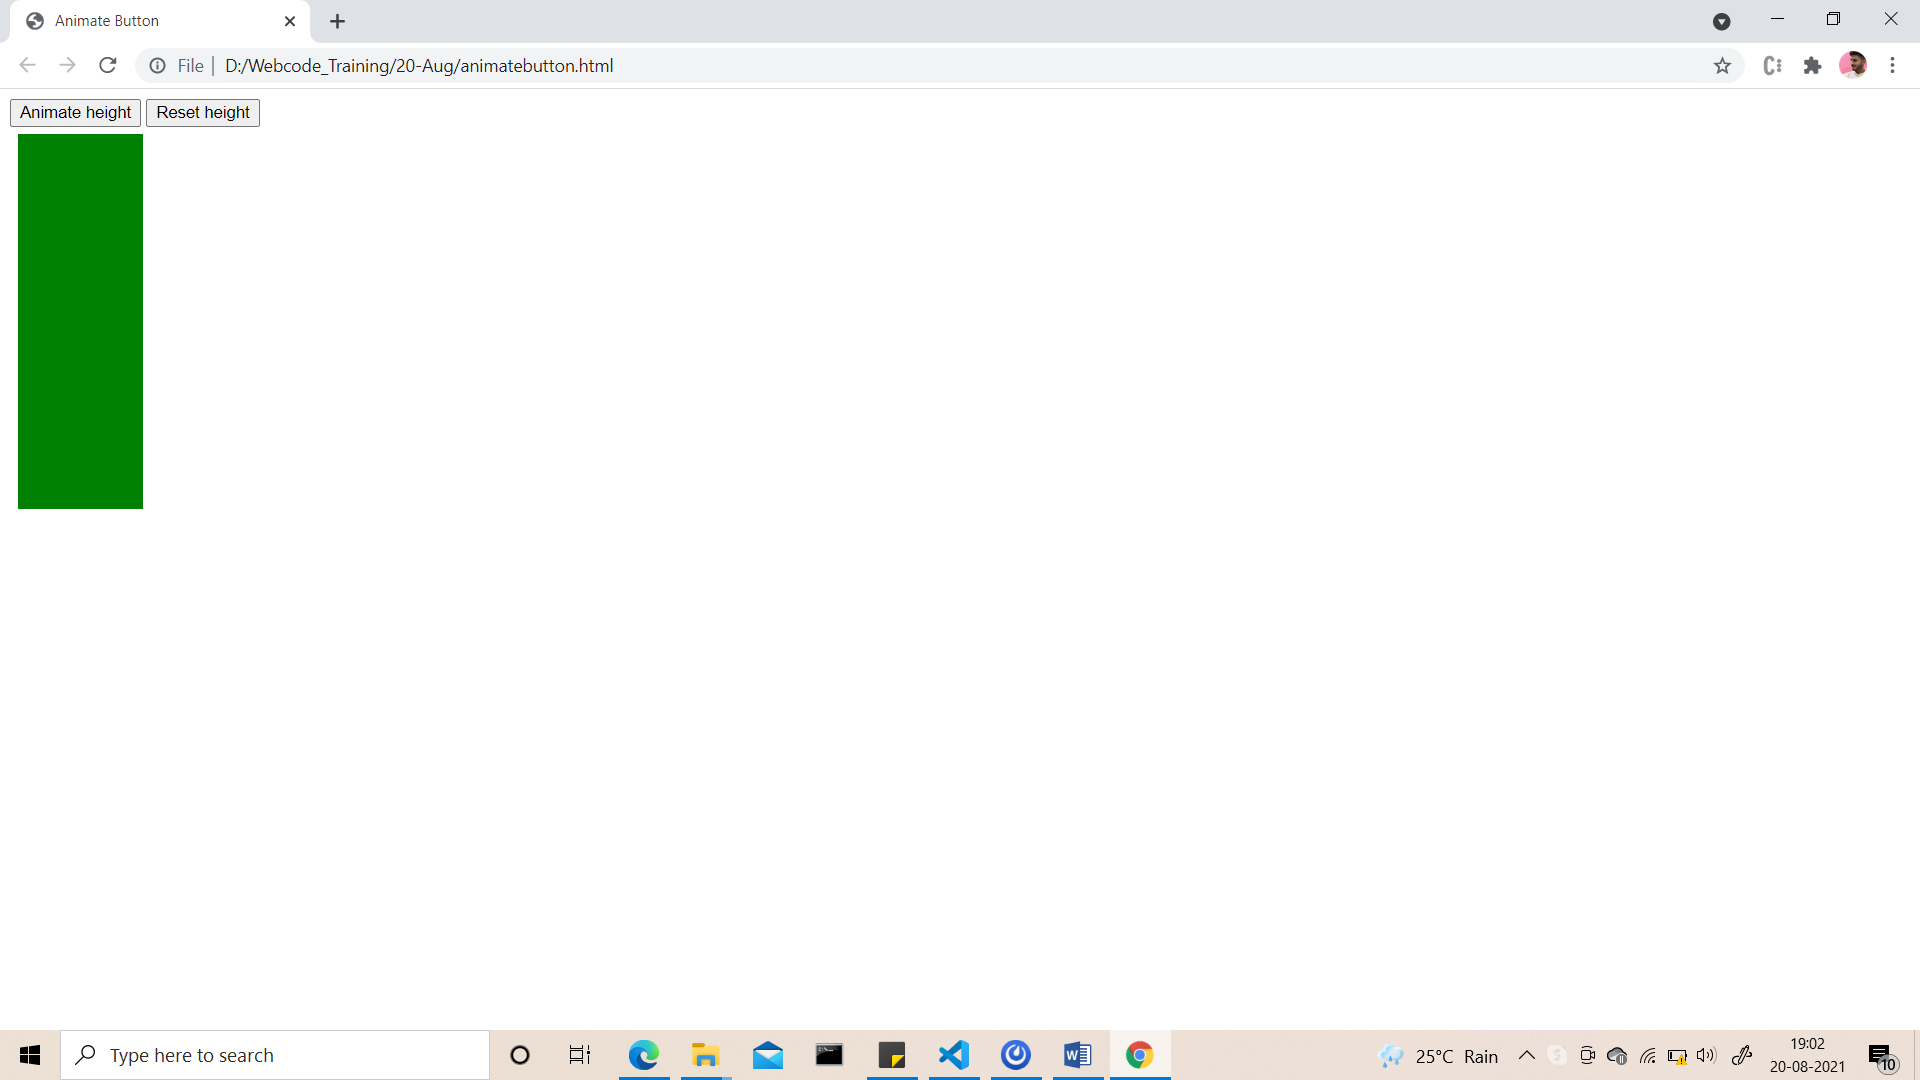 Animate Button
File | D:/Webcode_Training/20-Aug/animatebutton.html
Animate height Reset height
Type here to search
25°C Rain
19:02
20-08-2021
10